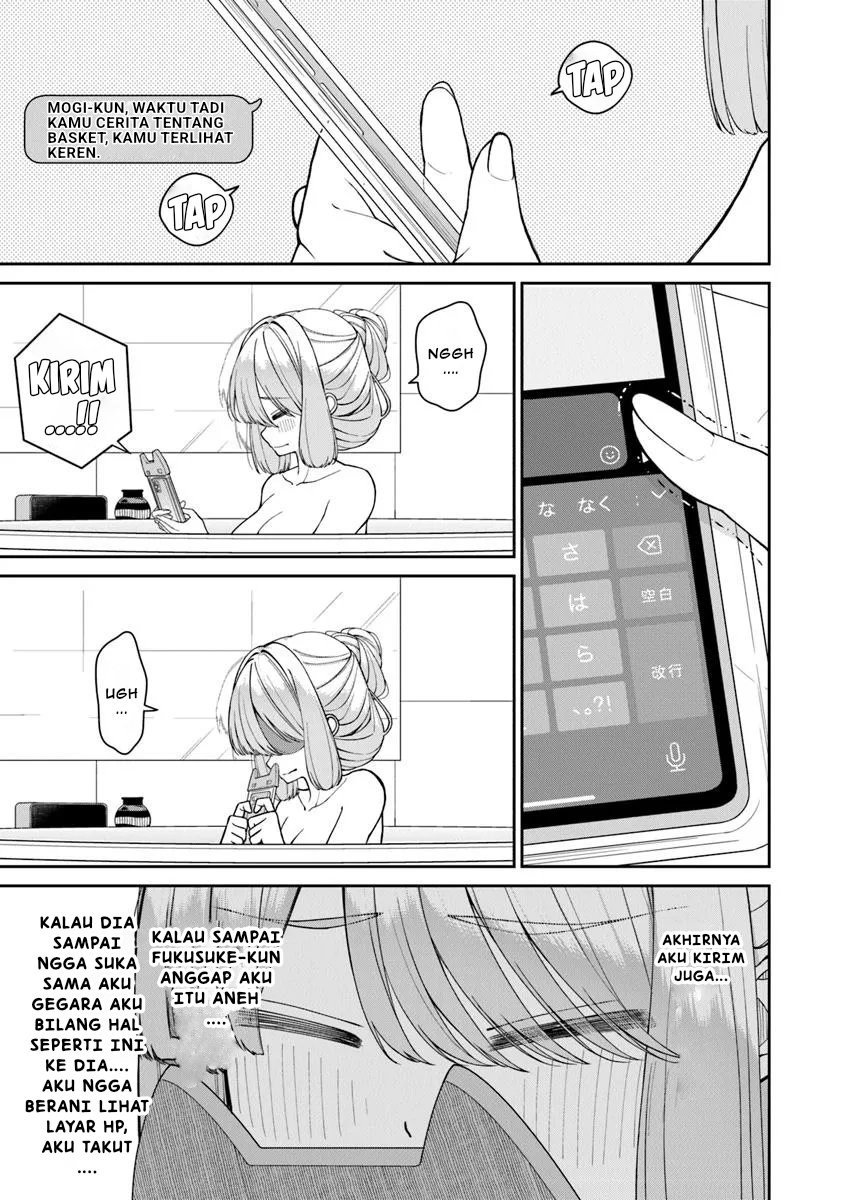 TAP
MOGI-KUN, WAKTU TADI
KAMU CERITA TENTANG
BASKET, KAMU TERLIHAT
KEREN.
TAP
な なく :
さ
は
空白
ら
改行
、。?!
NGGH
....
KIRIM
...!!
UGH
...
AKHIRNYA
AKU KIRIM
JUGA...
KALAU SAMPAI
FUKUSUKE-KUN
ANGGAP AKU
ITU ANEH
....
KALAU DIA
SAMPAI
NGGA SUKA
SAMA AKU
GEGARA AKU
BILANG HAL
SEPERTI INI
KE DIA....
AKU NGGA
BERANI LIHAT
LAYAR HP,
AKU TAKUT
....